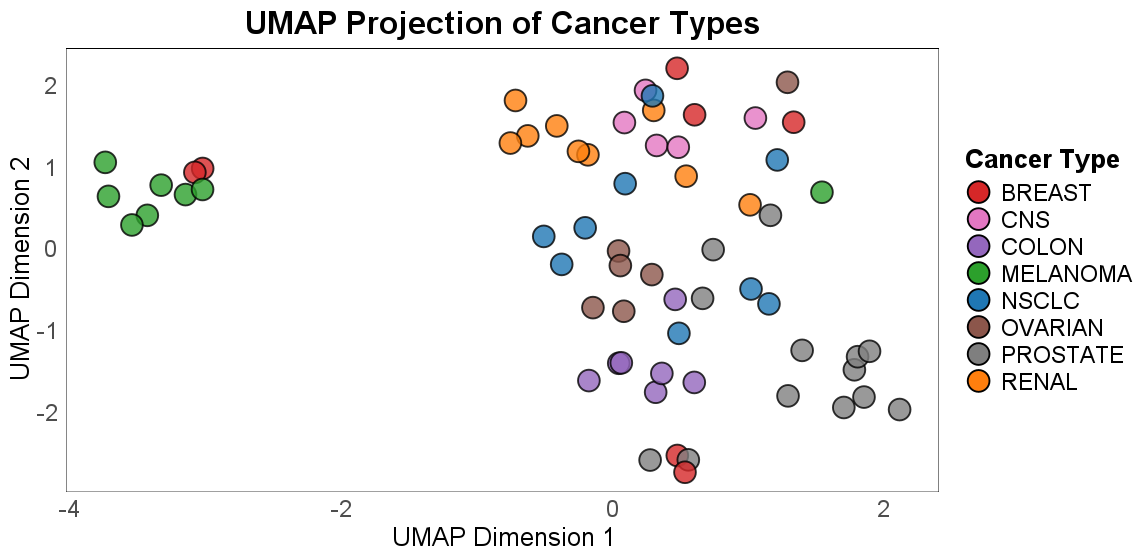 UMAP Projection of Cancer Types
UMAP Dimension 2
2
1
0
-1
-2
-4
-2
0
2
UMAP Dimension 1
Cancer Type
BREAST
CNS
COLON
MELANOMA
NSCLC
OVARIAN
PROSTATE
RENAL